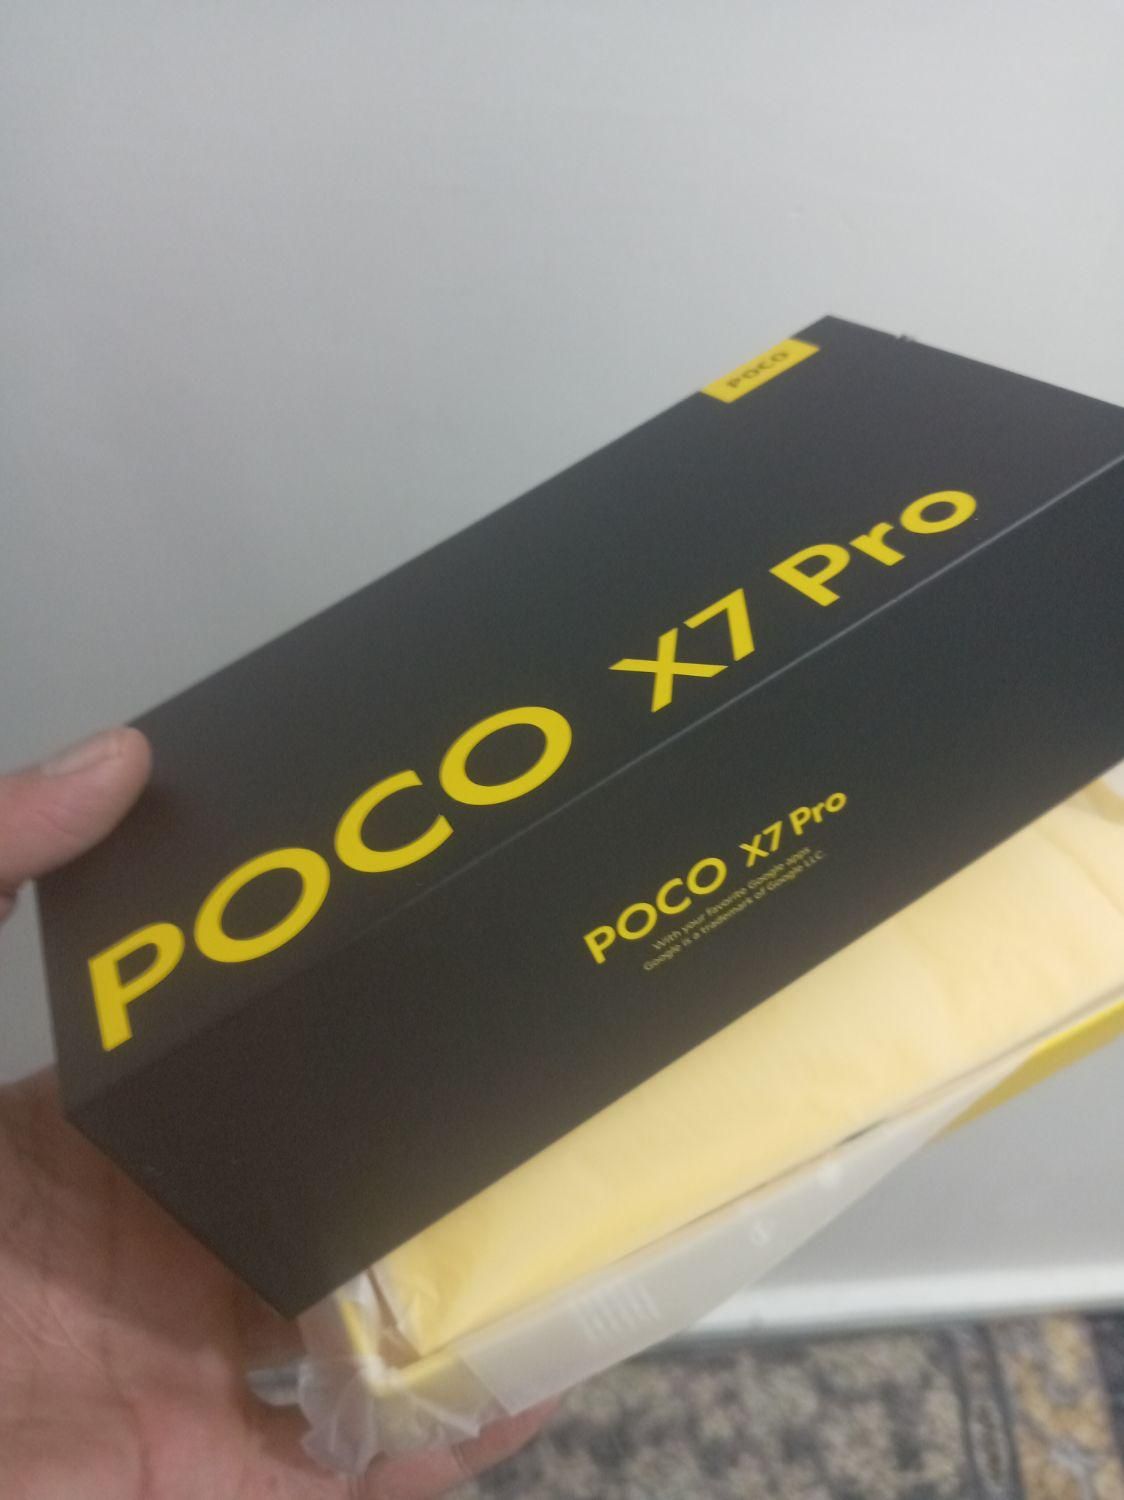 POCO
POCO X7 Pro
POCO X7 Pro
With your favorite Google apps
Google is a trademark of Google LLC.